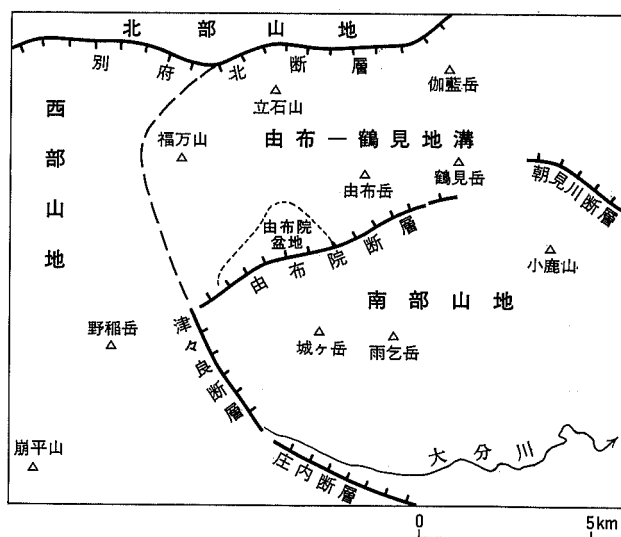 北部山地
別府北断層
伽藍岳
立石山
西部山地
由布ー鶴見地溝
福万山
鶴見岳
由布岳
朝見川断層
由布院
盆地
由布院断層
小鹿山
南部山地
津々良断層
野稲岳
城ヶ岳
雨乞岳
大分川
崩平山
庄内断層
0
5km